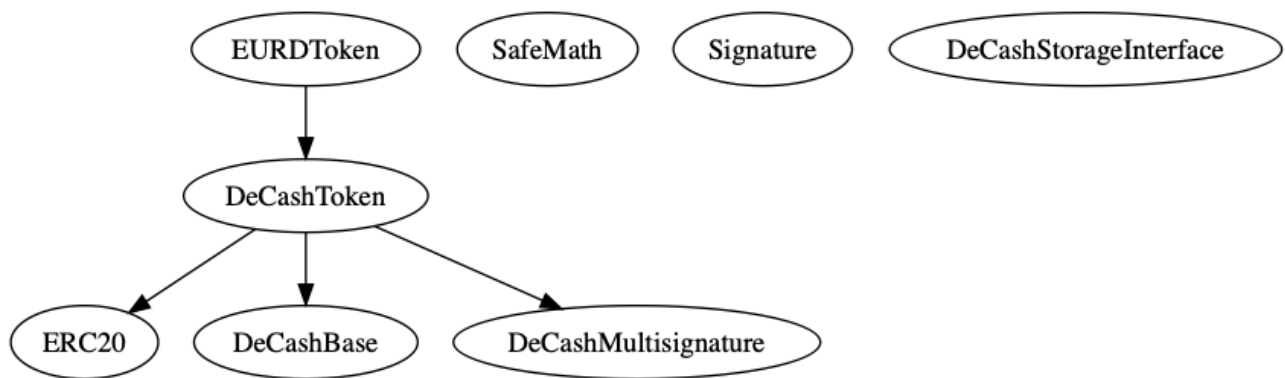 EURDToken SafeMath Signature DeCashStorageInterface
DeCashToken
ERC20 DeCashBase DeCashMultisignature